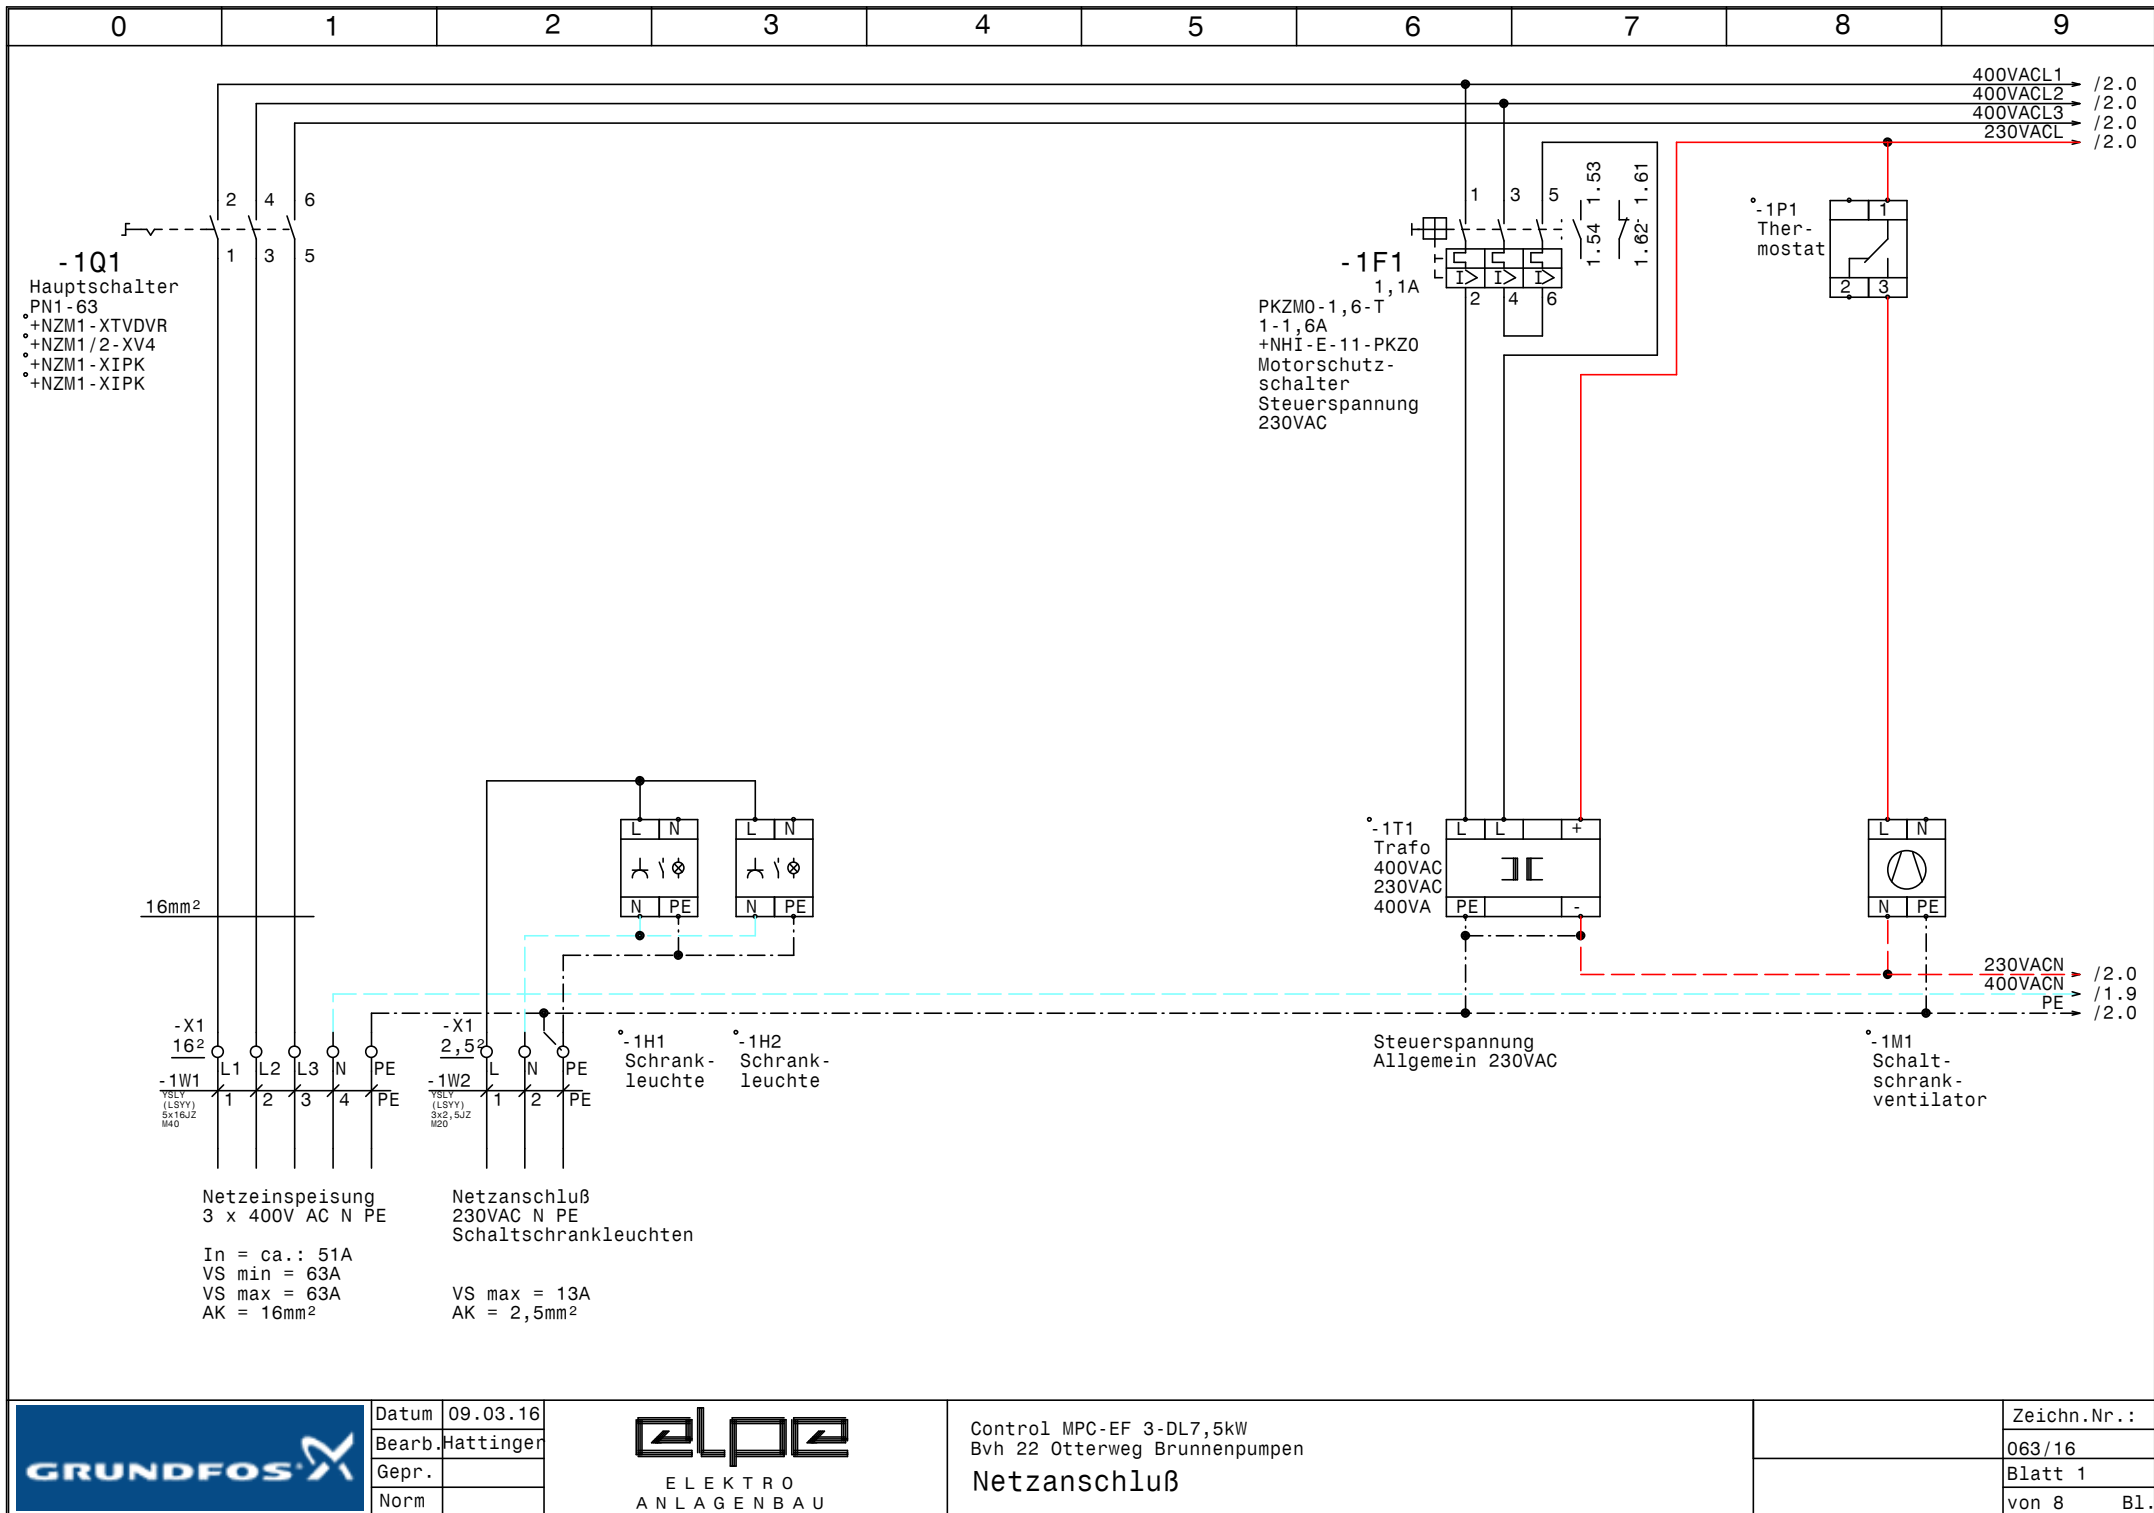 0 1 2 3 4 5 6 7 8 9
400VACL1 /2.0
400VACL2 /2.0
400VACL3 /2.0
230VACL /2.0
2 4 6
1 3 5
-1Q1
Hauptschalter
PN1-63
°+NZM1-XTVDVR
°+NZM1/2-XV4
°+NZM1-XIPK
°+NZM1-XIPK
1 3 5
1.53 1.61
1.54 1.62
I> I> I>
2 4 6
-1F1
1,1A
PKZM0-1,6-T
1-1,6A
+NHI-E-11-PKZ0
Motorschutz-
schalter
Steuerspannung
230VAC
°-1P1
Ther-
mostat
1
2 3
L N
N PE
L N
N PE
°-1T1
Trafo
400VAC
230VAC
400VA
L L +
PE -
L N
N PE
16mm²
230VACN /2.0
400VACN /1.9
PE /2.0
-X1
16²
L1 L2 L3 N PE
-1W1
YSLY
(LSYY)
5x16JZ
M40
1 2 3 4 PE
-X1
2,5²
L N PE
-1W2
YSLY
(LSYY)
3x2,5JZ
M20
1 2 PE
°-1H1
Schrank-
leuchte
°-1H2
Schrank-
leuchte
Steuerspannung
Allgemein 230VAC
°-1M1
Schalt-
schrank-
ventilator
Netzeinspeisung
3 x 400V AC N PE
In = ca.: 51A
VS min = 63A
VS max = 63A
AK = 16mm²
Netzanschluß
230VAC N PE
Schaltschrankleuchten
VS max = 13A
AK = 2,5mm²
GRUNDFOS
Datum 09.03.16
Bearb. Hattinger
Gepr.
Norm
elpe
ELEKTRO
ANLAGENBAU
Control MPC-EF 3-DL7,5kW
Bvh 22 Otterweg Brunnenpumpen
Netzanschluß
Zeichn.Nr.:
063/16
Blatt 1
von 8 Bl.